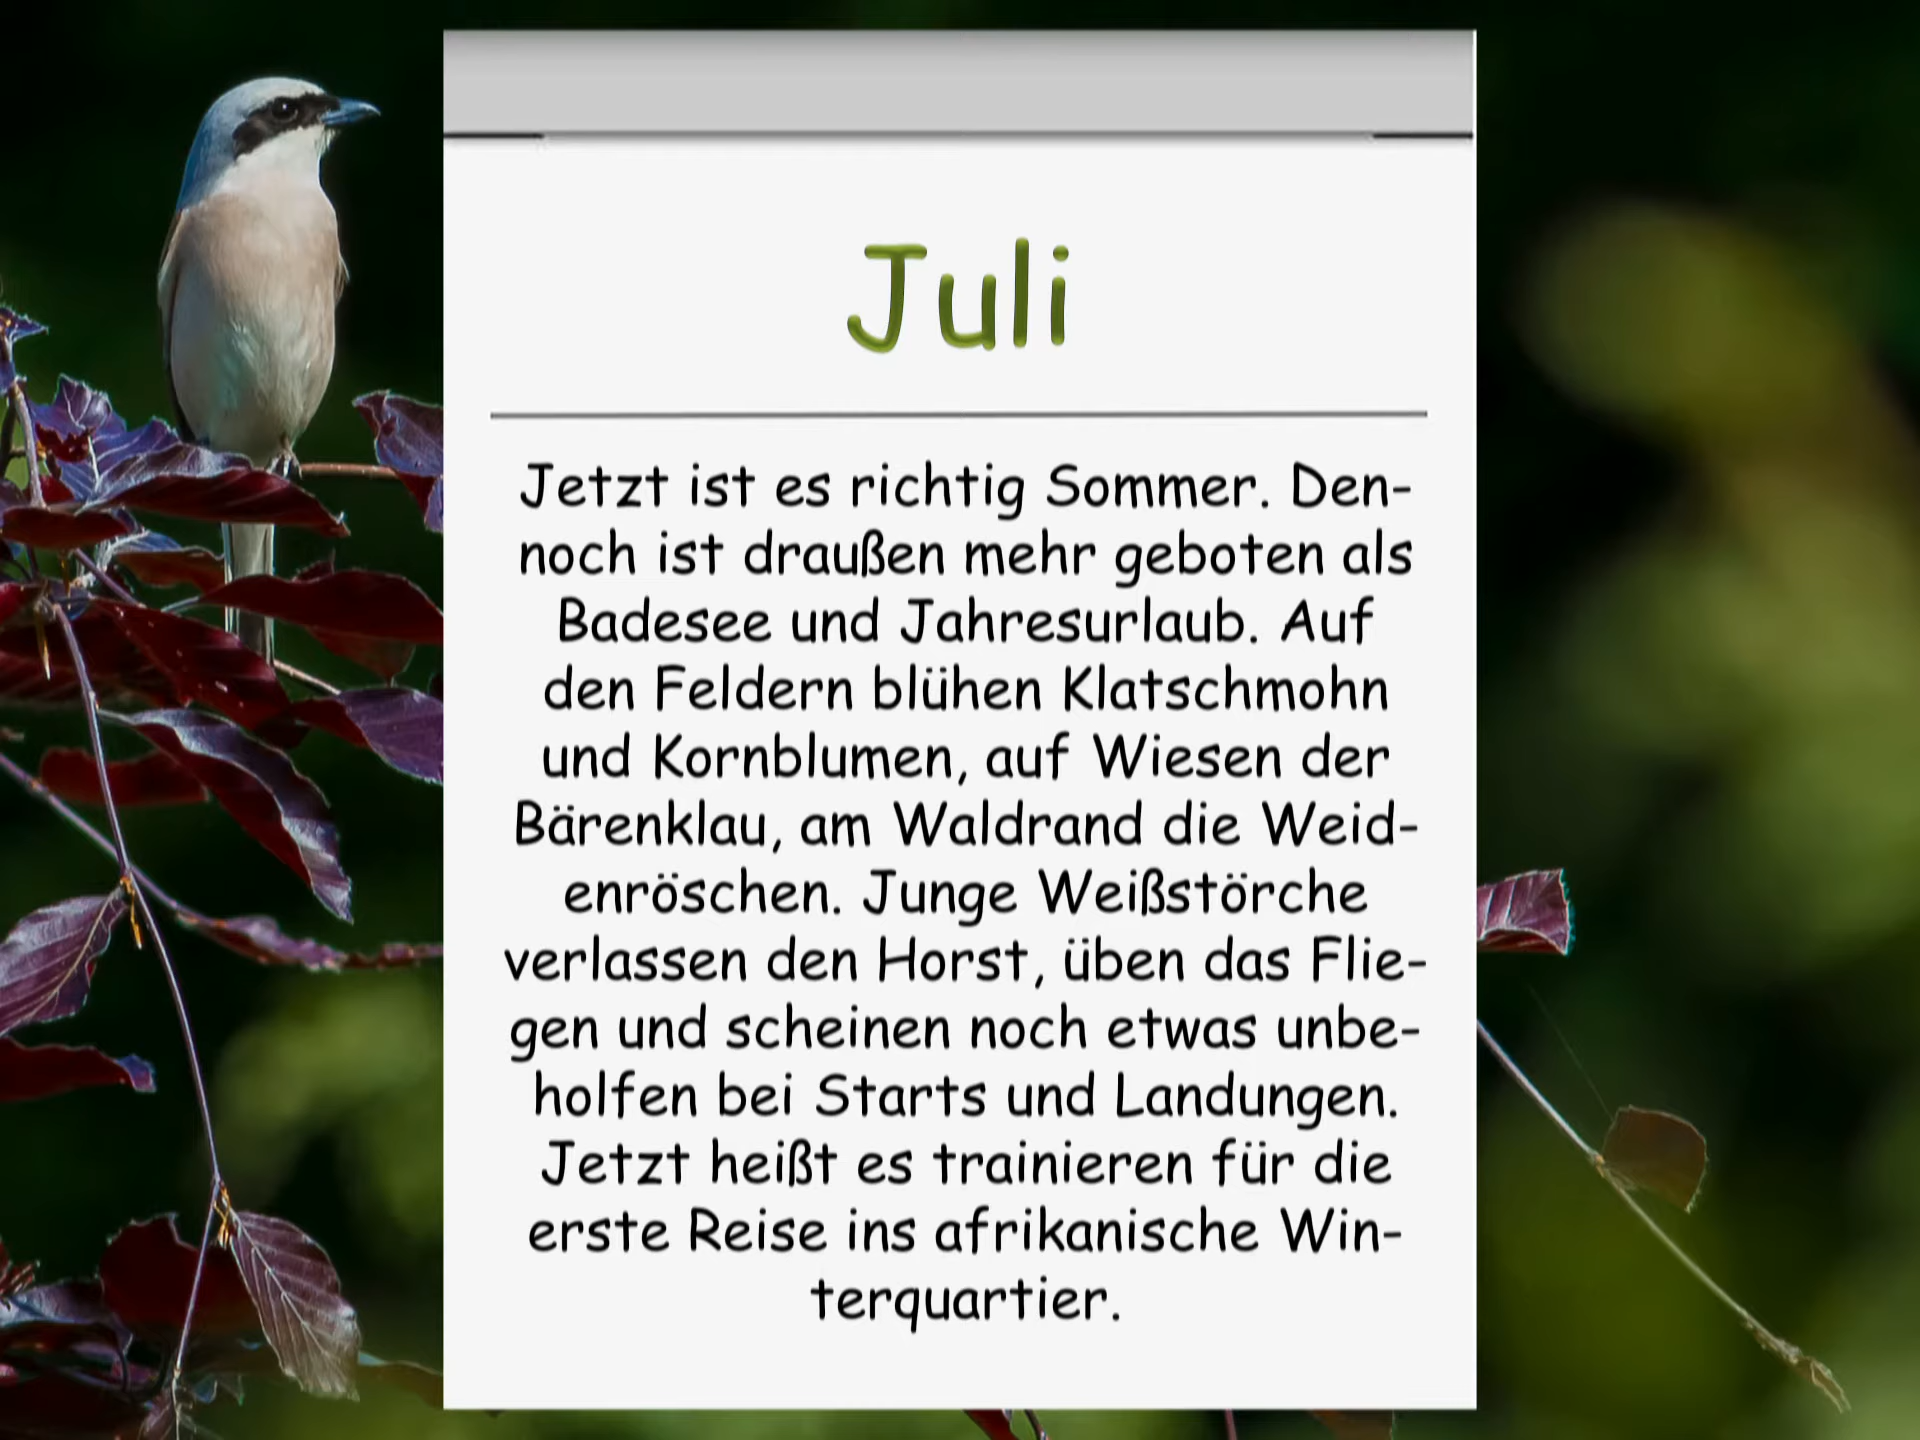 Juli
Jetzt ist es richtig Sommer. Den-
noch ist draußen mehr geboten als
Badesee und Jahresurlaub. Auf
den Feldern blühen Klatschmohn
und Kornblumen, auf Wiesen der
Bärenklau, am Waldrand die Weid-
enröschen. Junge Weißstörche
verlassen den Horst, üben das Flie-
gen und scheinen noch etwas unbe-
holfen bei Starts und Landungen.
Jetzt heißt es trainieren für die
erste Reise ins afrikanische Win-
terquartier.